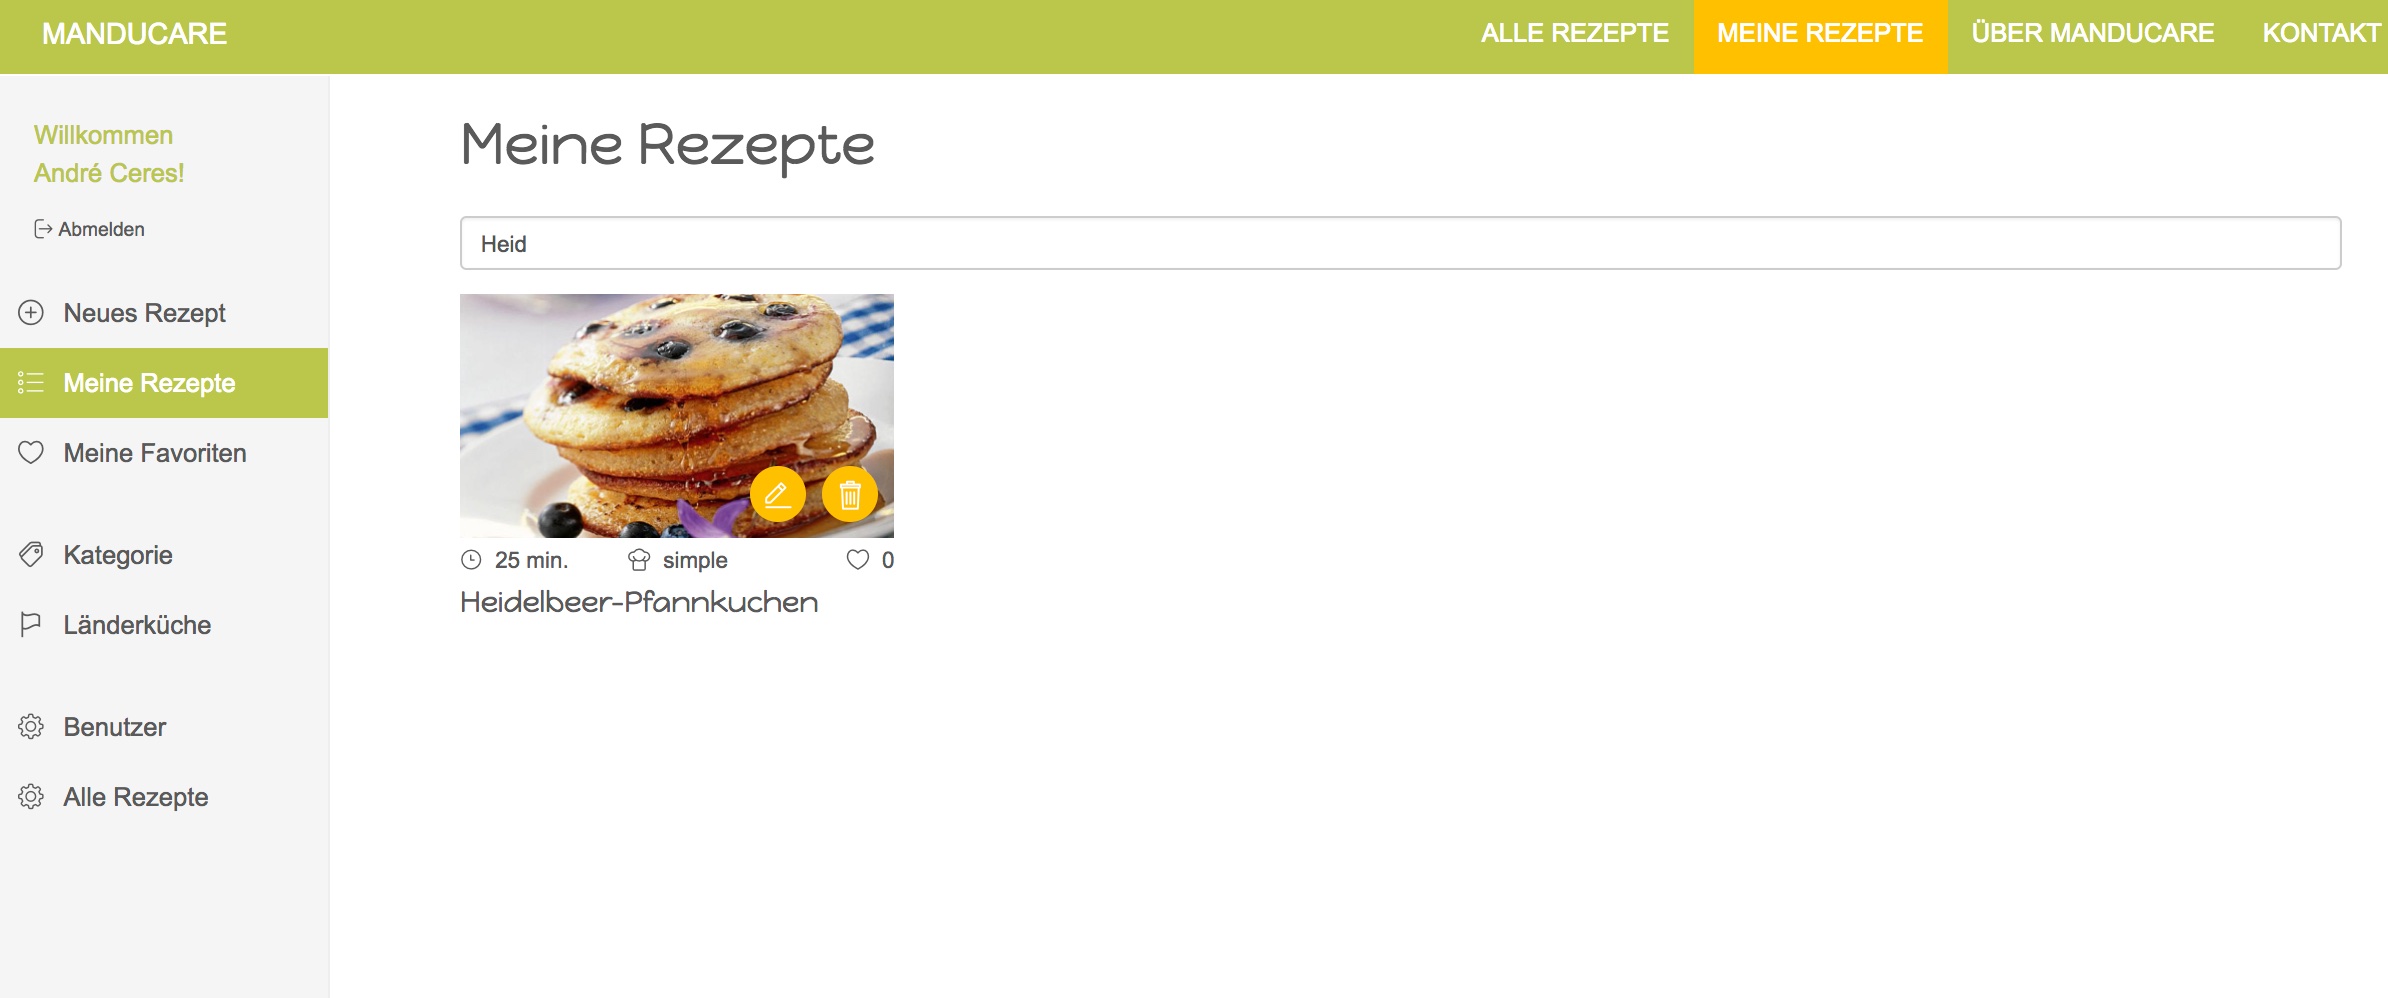 MANDUCARE
ALLE REZEPTE
MEINE REZEPTE
ÜBER MANDUCARE
KONTAKT
Willkommen
André Ceres!
Abmelden
Neues Rezept
Meine Rezepte
Meine Favoriten
Kategorie
Länderküche
Benutzer
Alle Rezepte
Meine Rezepte
Heid
25 min. simple 0
Heidelbeer-Pfannkuchen